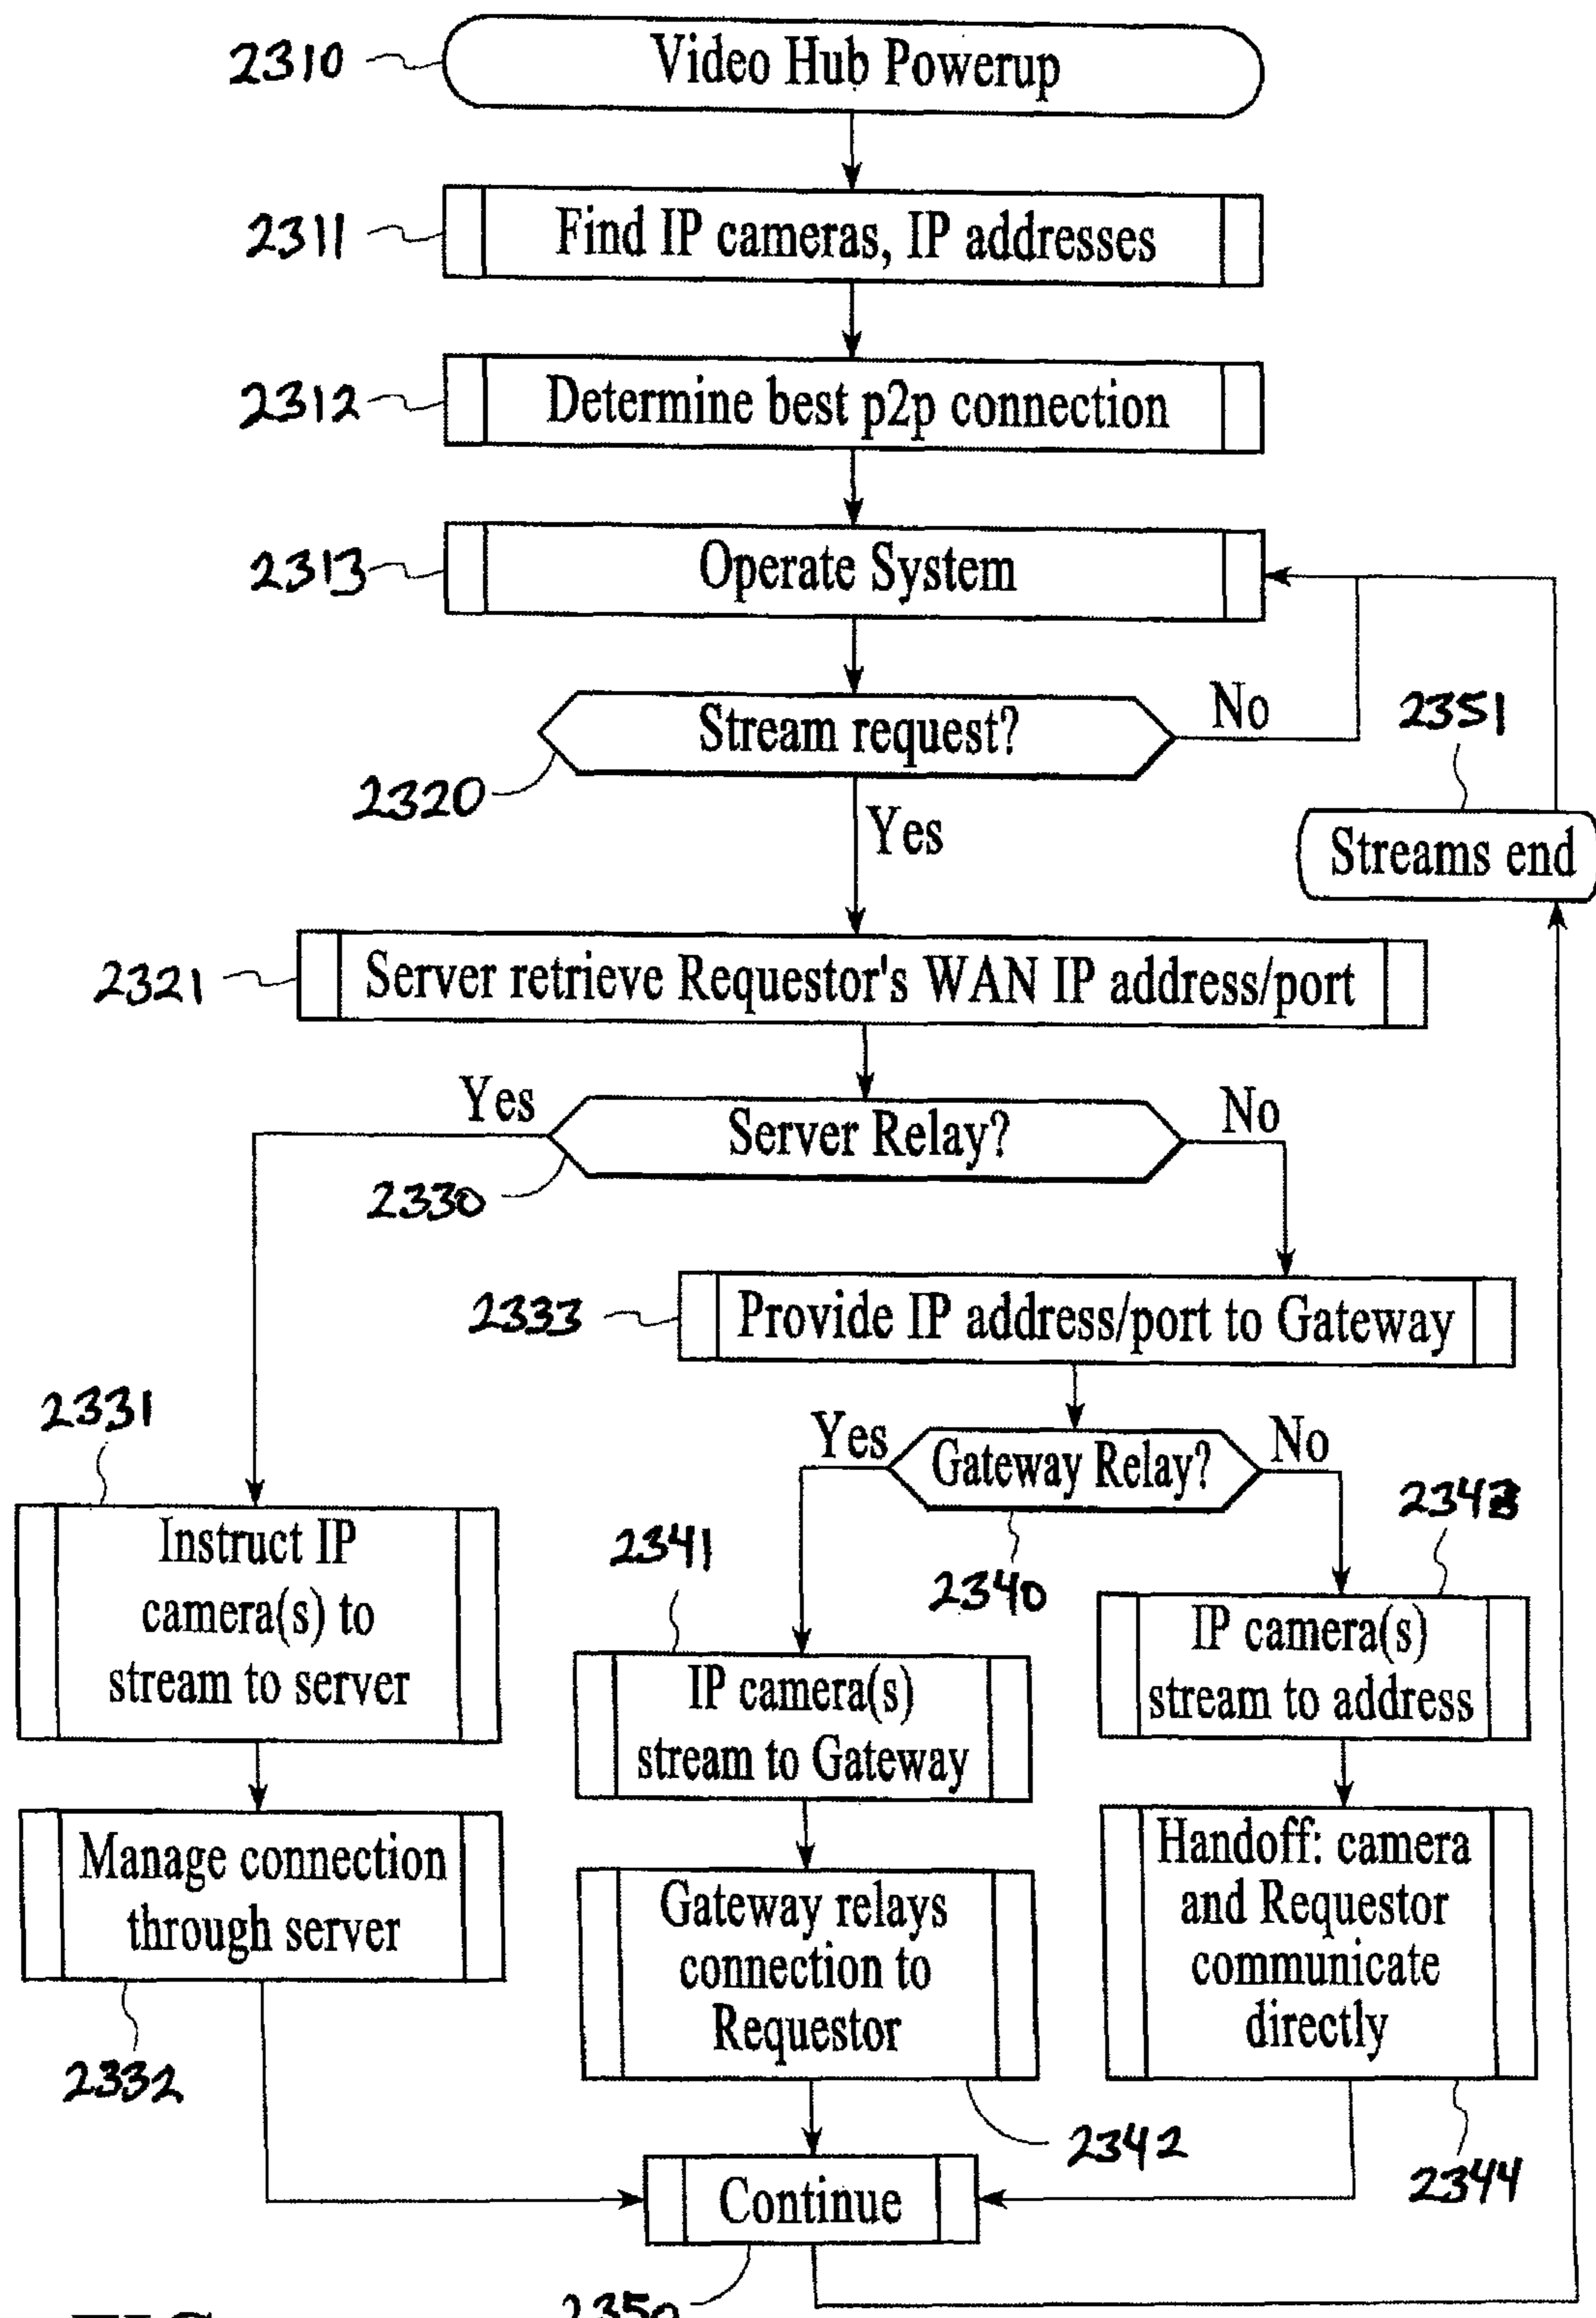 2310
Video Hub Powerup
2311
Find IP cameras, IP addresses
2312
Determine best p2p connection
2313
Operate System
Stream request?
No
2351
2320
Yes
Streams end
2321
Server retrieve Requestor's WAN IP address/port
Yes
Server Relay?
No
2330
2333
Provide IP address/port to Gateway
2331
Yes
Gateway Relay?
No
2343
2341
2340
Instruct IP
camera(s) to
stream to server
IP camera(s)
stream to address
IP camera(s)
stream to Gateway
Manage connection
through server
Handoff: camera
and Requestor
communicate
directly
Gateway relays
connection to
Requestor
2332
2342
2344
Continue
2350